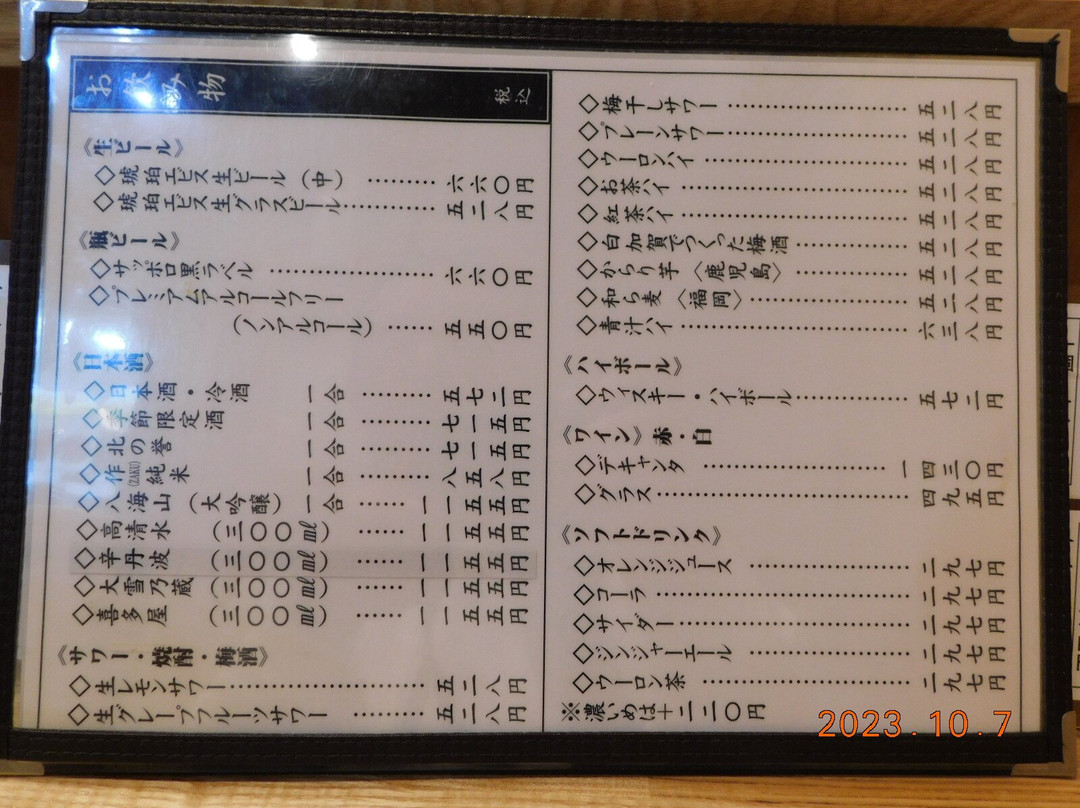 お飲み物 税込
《生ビール》
◇琥珀エビス生ビール（中） ……… 六六〇円
◇琥珀エビス生グラスビール ……… 五二八円
《瓶ビール》
◇サッポロ黒ラベル ……… 六六〇円
◇プレミアムアルコールフリー
（ノンアルコール） …… 五五〇円
《日本酒》
◇日本酒・冷酒 一合 ……… 五七二円
◇季節限定酒 一合 ……… 七一五円
◇北の誉 一合 ……… 七一五円
◇作(ZAKU)純米 一合 ……… 八五八円
◇八海山（大吟醸） 一合 …… 一一五五円
◇高清水 （三〇〇㎖） …… 一一五五円
◇辛丹波 （三〇〇㎖） …… 一一五五円
◇大雪乃蔵 （三〇〇㎖） …… 一一五五円
◇喜多屋 （三〇〇㎖） …… 一一五五円
《サワー・焼酎・梅酒》
◇生レモンサワー ……… 五二八円
◇生グレープフルーツサワー ……… 五二八円
◇梅干しサワー ……… 五二八円
◇プレーンサワー ……… 五二八円
◇ウーロンハイ ……… 五二八円
◇お茶ハイ ……… 五二八円
◇紅茶ハイ ……… 五二八円
◇白加賀でつくった梅酒 ……… 五二八円
◇からり芋〈鹿児島〉 ……… 五二八円
◇和ら麦〈福岡〉 ……… 五二八円
◇青汁ハイ ……… 六三八円
《ハイボール》
◇ウィスキー・ハイボール ……… 五七二円
《ワイン》赤・白
◇デキャンタ ……… 一四三〇円
◇グラス ……… 四九五円
《ソフトドリンク》
◇オレンジジュース ……… 二九七円
◇コーラ ……… 二九七円
◇サイダー ……… 二九七円
◇ジンジャーエール ……… 二九七円
◇ウーロン茶 ……… 二九七円
※濃いめは＋二二〇円
2023.10.7